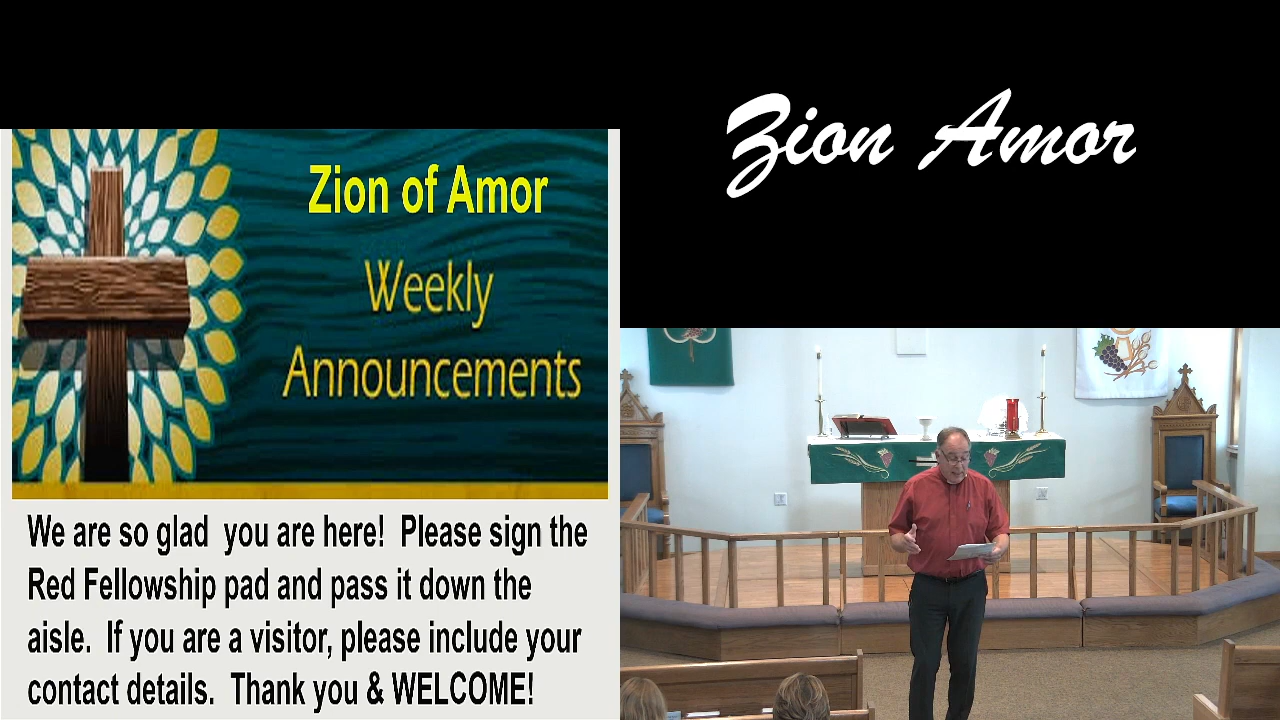 Zion Amor
Zion of Amor
Weekly
Announcements
We are so glad  you are here!  Please sign the
Red Fellowship pad and pass it down the
aisle.  If you are a visitor, please include your
contact details.  Thank you & WELCOME!